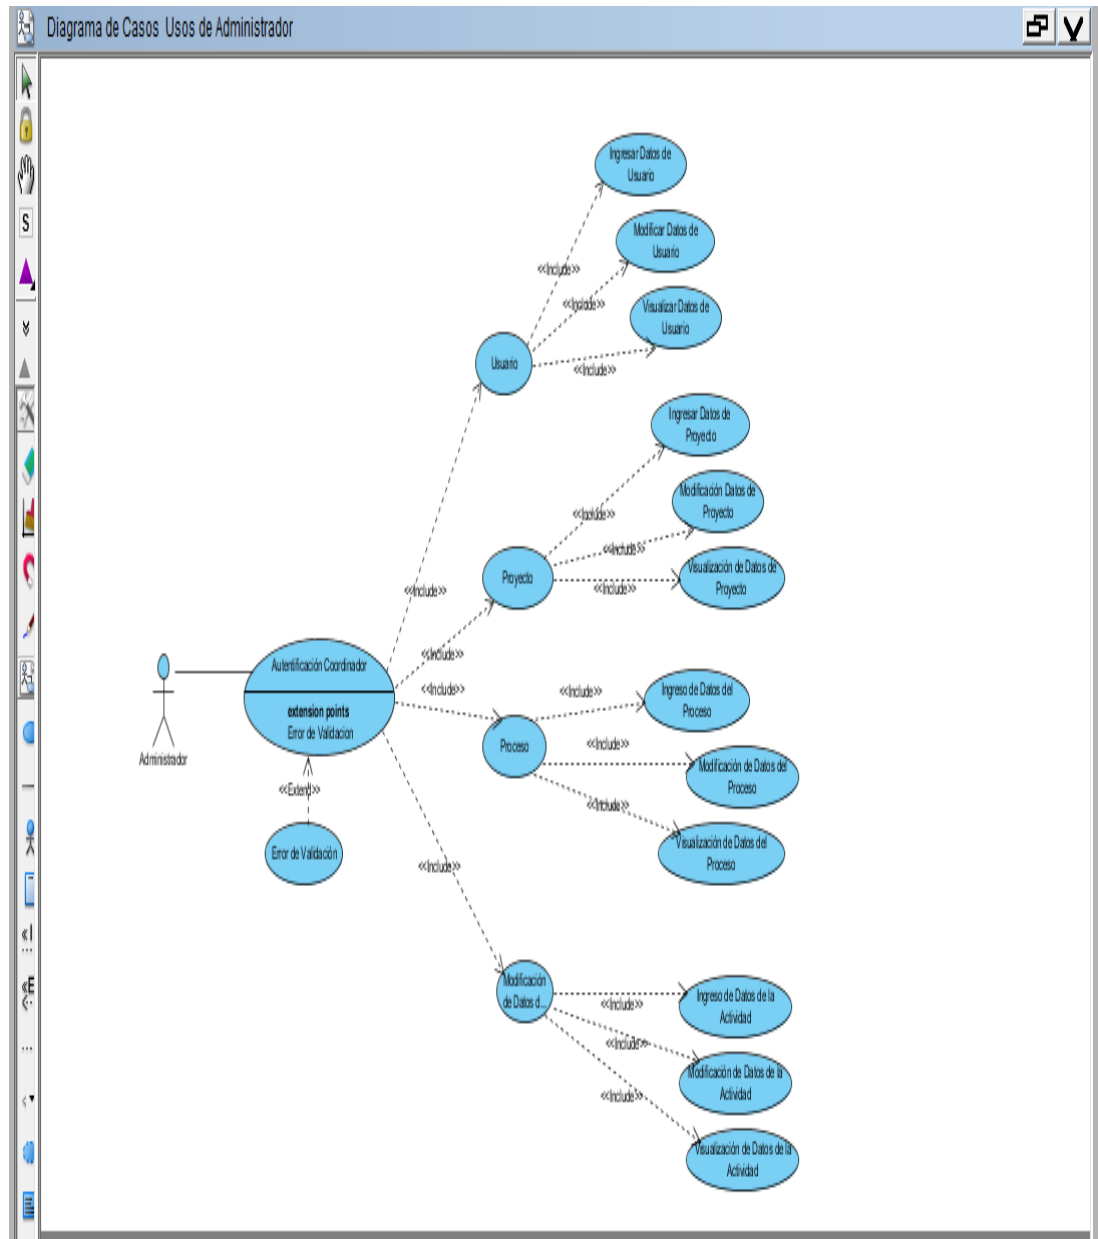 Diagrama de Casos Usos de Administrador
S
Ingresar Datos de
Usuario
Modificar Datos de
Usuario
<<Include>>
<<Include>>
Visualizar Datos de
Usuario
Usuario
<<Include>>
Ingresar Datos de
Proyecto
Modificación Datos de
Proyecto
<<Include>>
<<Include>>
Visualización de Datos de
Proyecto
Proyecto
<<Include>>
<<Include>>
<<Include>>
Autentificación Coordinador
extension points
Error de Validacion
Administrador
<<Include>>
<<Include>>
Ingreso de Datos del
Proceso
Proceso
<<Include>>
Modificación de Datos del
Proceso
<<Extend>>
<<Include>>
Error de Validación
Visualización de Datos del
Proceso
<<Include>>
Modificación
de Datos d...
<<Include>>
Ingreso de Datos de la
Actividad
<<Include>>
Modificación de Datos de la
Actividad
<<Include>>
Visualización de Datos de la
Actividad